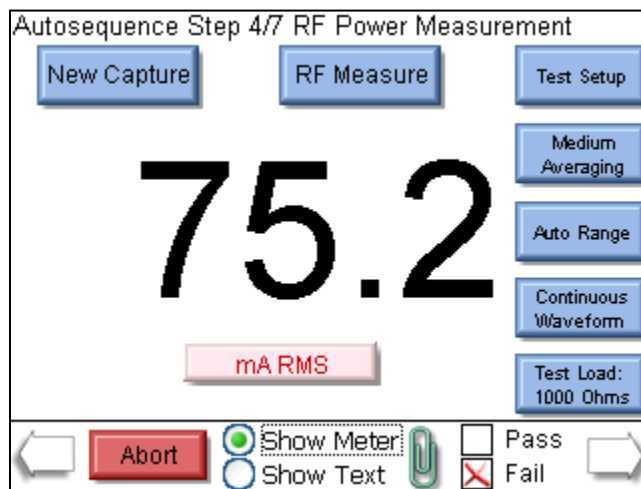 Autosequence Step 4/7 RF Power Measurement
New Capture
RF Measure
Test Setup
Medium
Averaging
75.2
Auto Range
Continuous
Waveform
mA RMS
Test Load:
1000 Ohms
Abort
Show Meter
Show Text
Pass
Fail